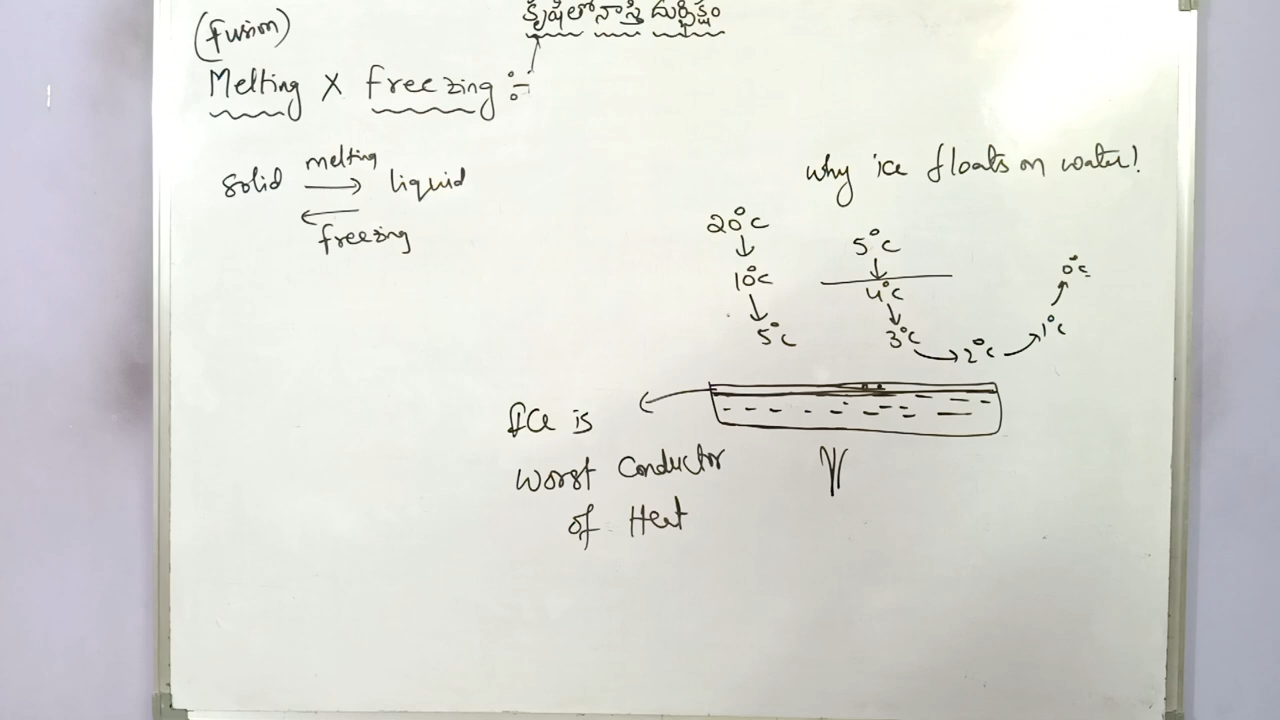 కృషితో నాస్తి దుర్భిక్షం
(fusion)
Melting X freezing :-
melting
solid → liquid
←
freezing
Why ice floats on water!
20°C
↓
10°C
↓
5°C
5°C
↓
4°C
↓
3°C → 2°C → 1°C → 0°C
Ice is
worst conductor
of Heat